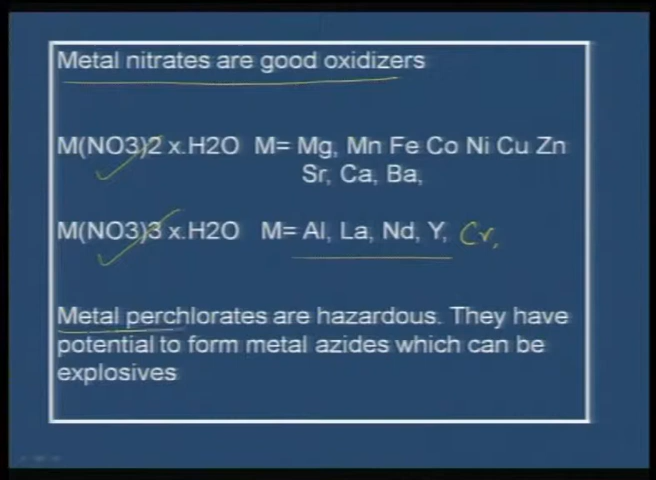 Metal nitrates are good oxidizers
M(NO3)2 x.H2O M= Mg, Mn Fe Co Ni Cu Zn
Sr, Ca, Ba,
M(NO3)3 x.H2O M= Al, La, Nd, Y, Cr,
Metal perchlorates are hazardous. They have
potential to form metal azides which can be
explosives